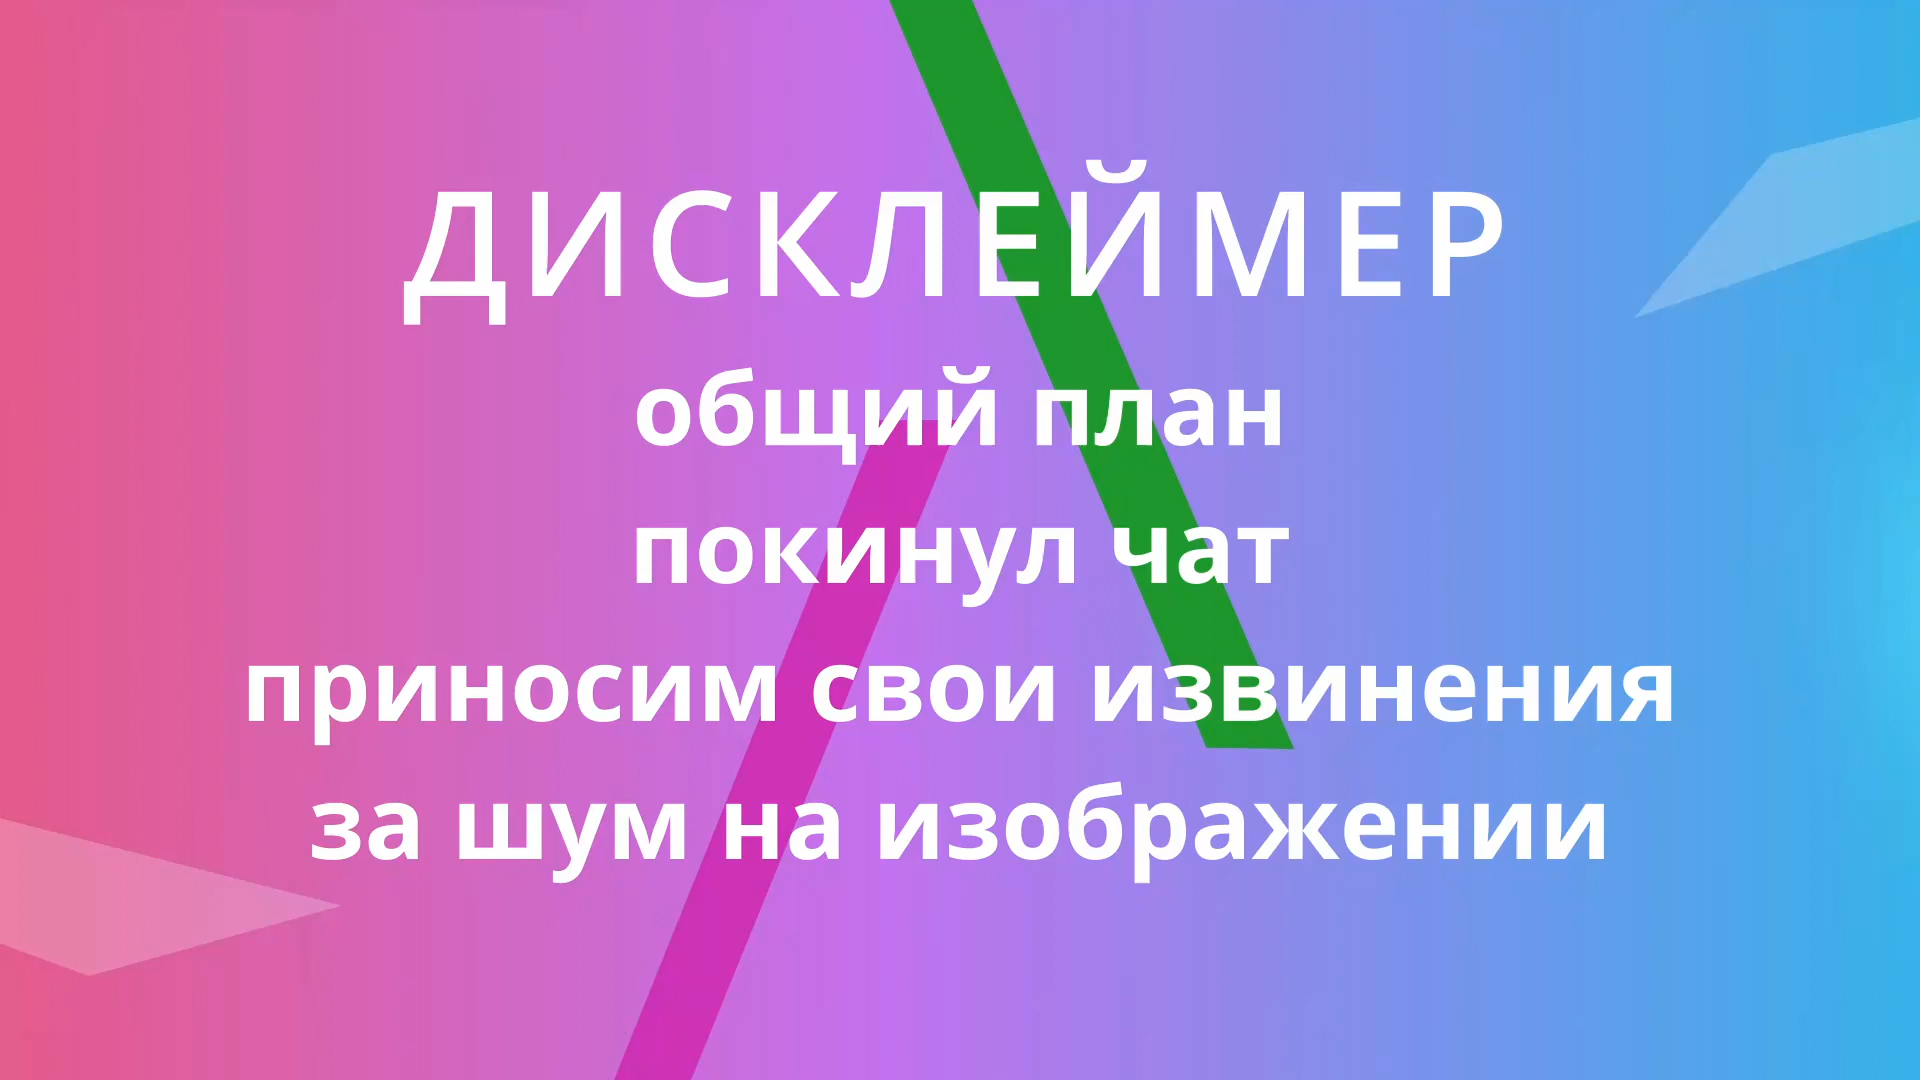 ДИСКЛЕЙМЕР
общий план
покинул чат
приносим свои извинения
за шум на изображении